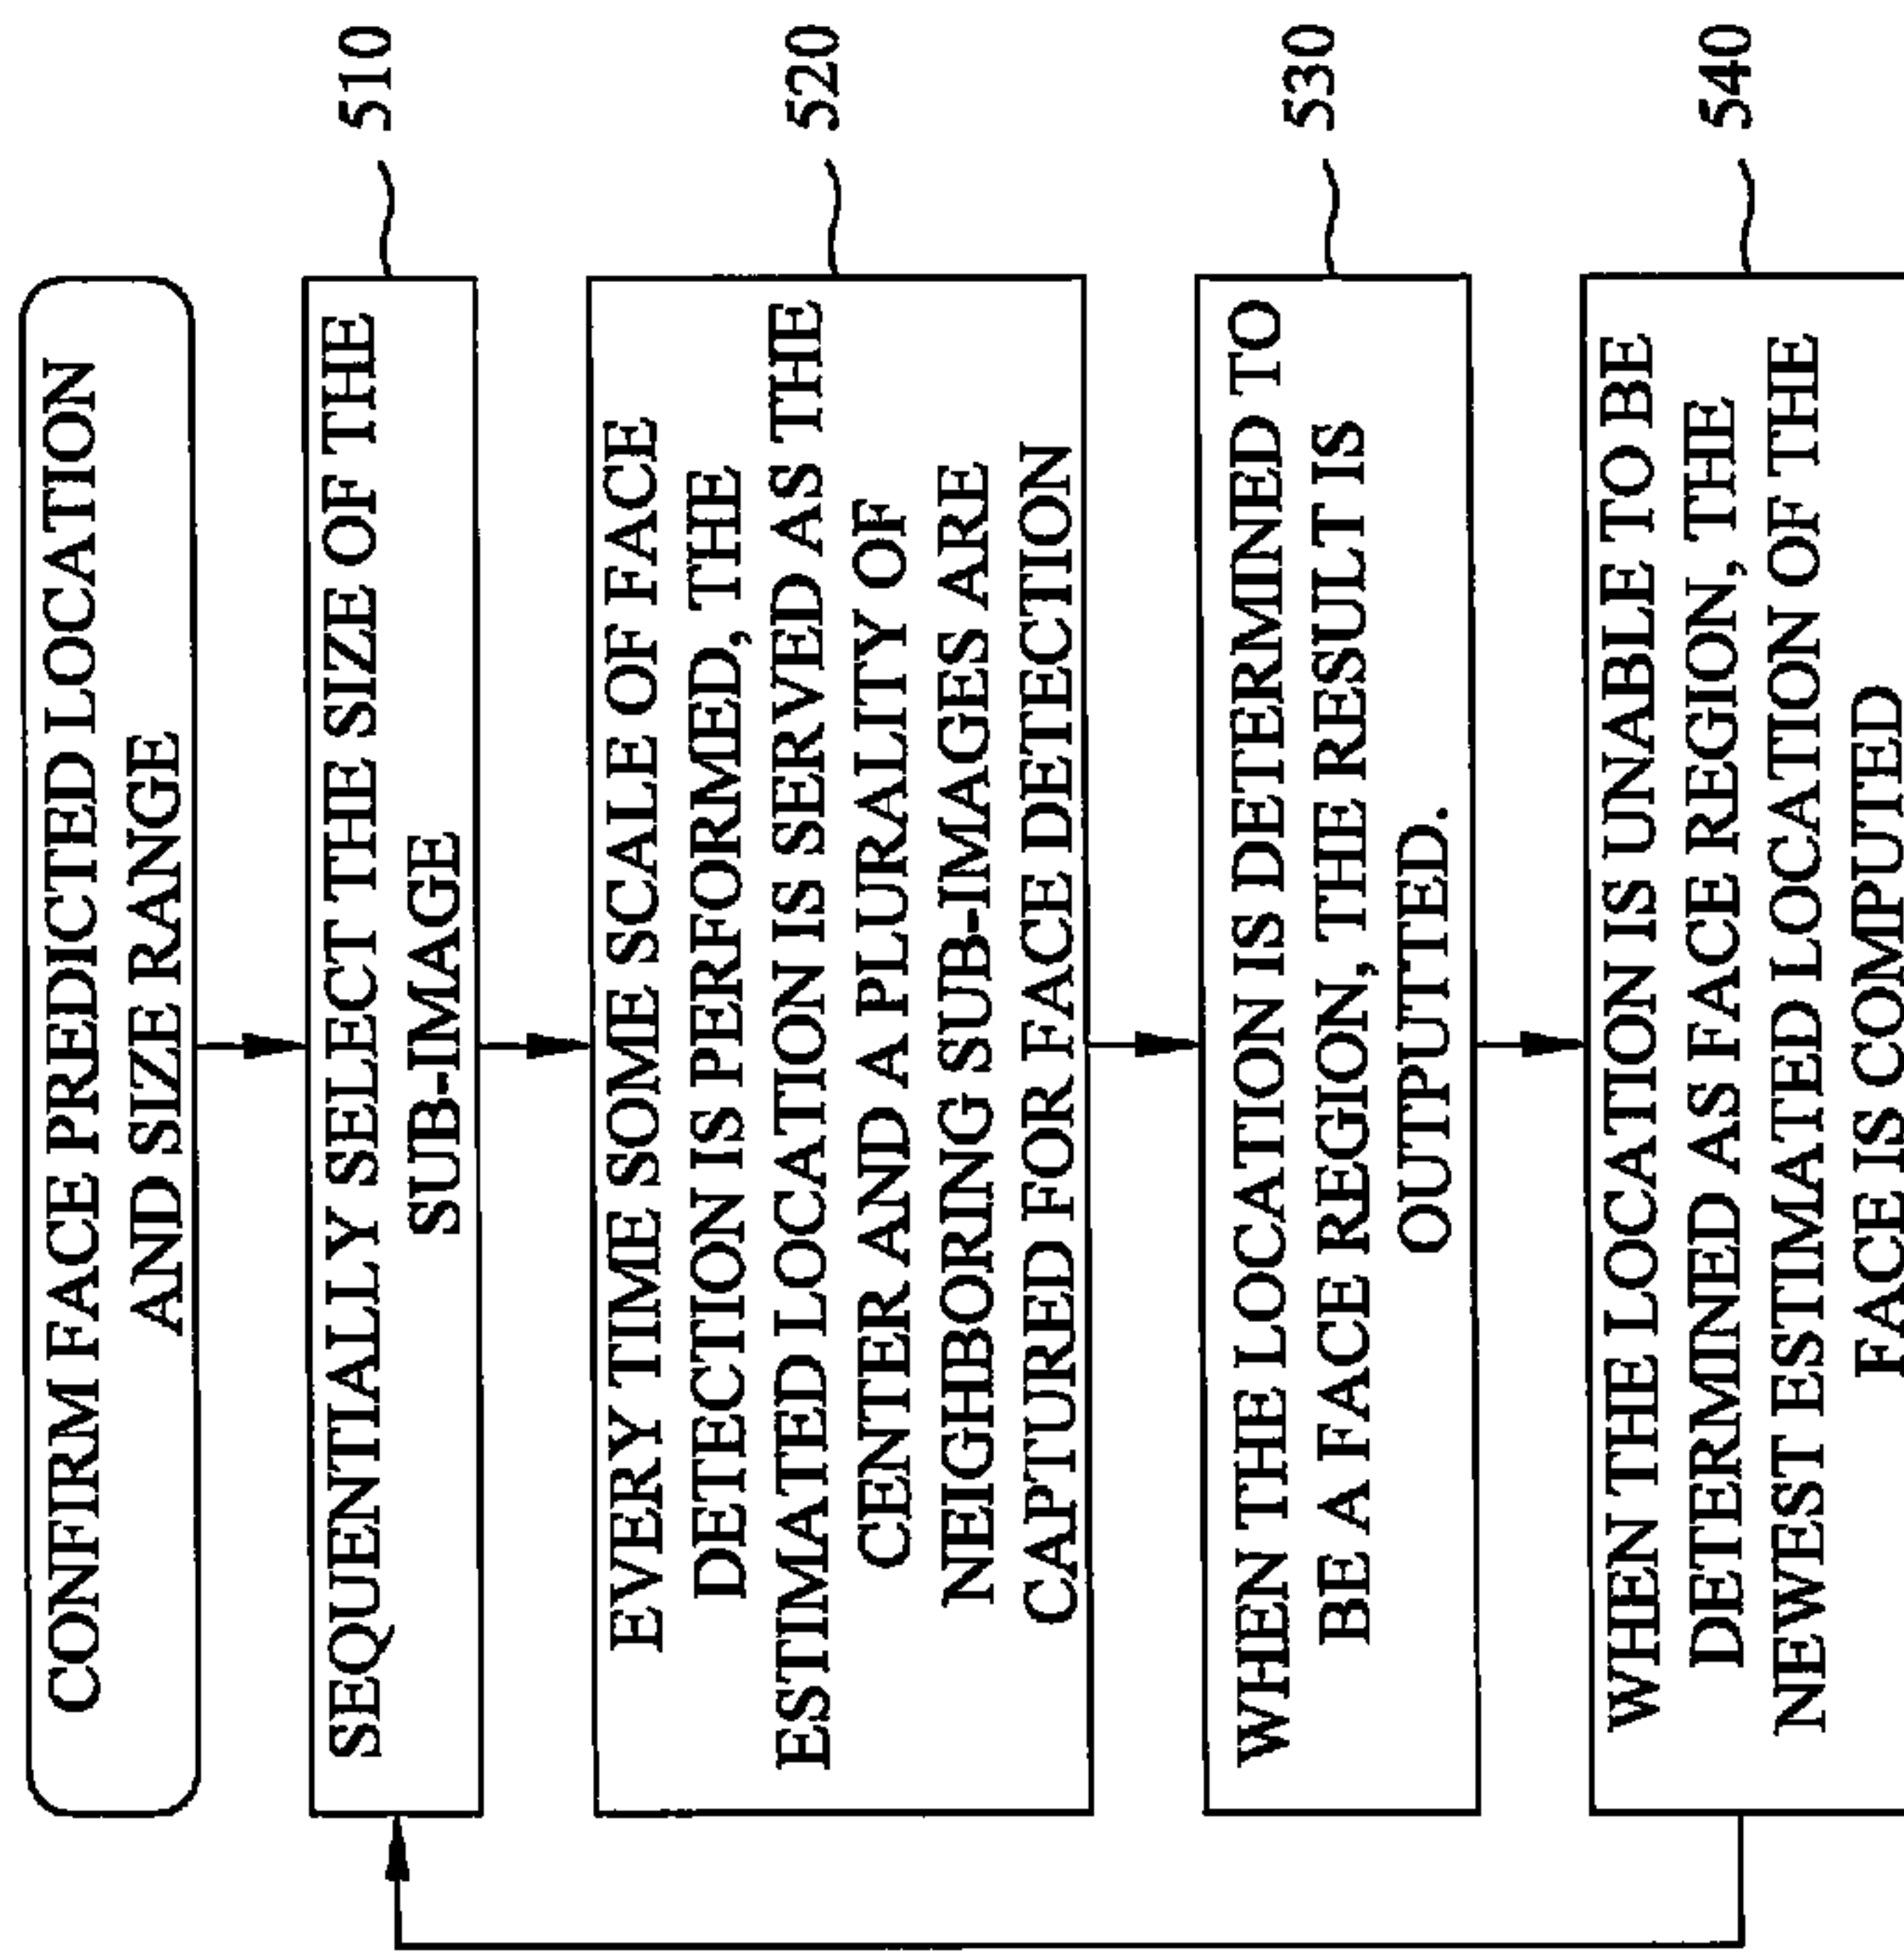 CONFIRM FACE PREDICTED LOCATION
AND SIZE RANGE
SEQUENTIALLY SELECT THE SIZE OF THE
SUB-IMAGE
510
EVERY TIME SOME SCALE OF FACE
DETECTION IS PERFORMED, THE
ESTIMATED LOCATION IS SERVED AS THE
CENTER AND A PLURALITY OF
NEIGHBORING SUB-IMAGES ARE
CAPTURED FOR FACE DETECTION
520
WHEN THE LOCATION IS DETERMINED TO
BE A FACE REGION, THE RESULT IS
OUTPUTTED.
530
WHEN THE LOCATION IS UNABLE TO BE
DETERMINED AS FACE REGION, THE
NEWEST ESTIMATED LOCATION OF THE
FACE IS COMPUTED
540